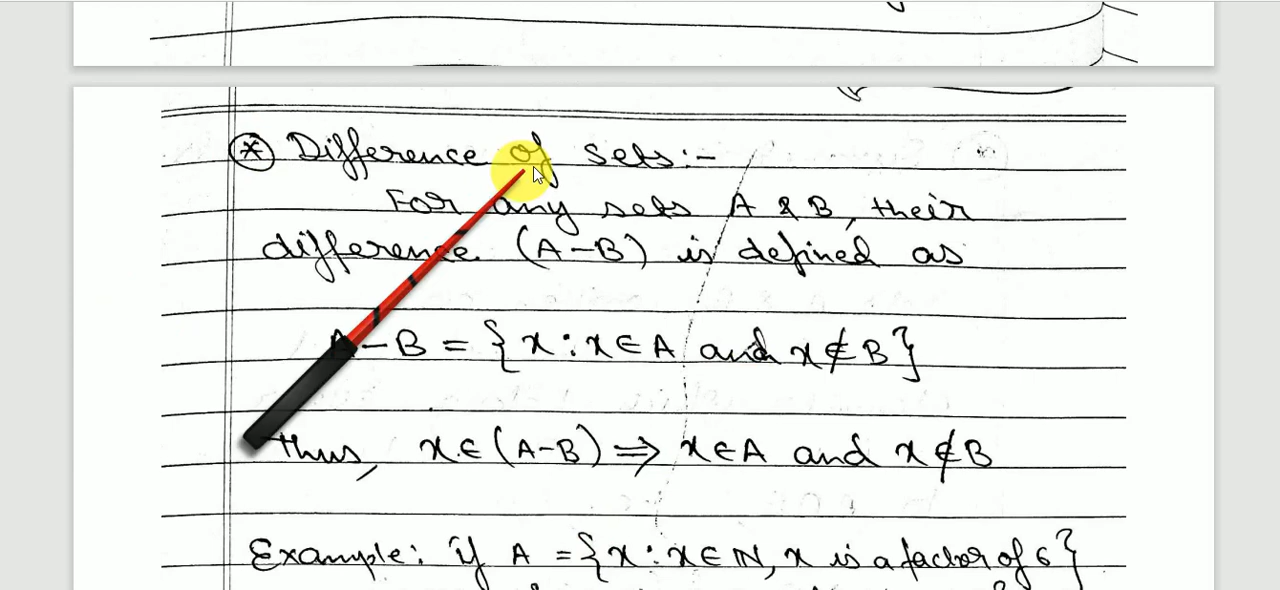 * Difference of sets:-
For any sets A & B, their
difference (A-B) is defined as
A-B = {x : x∈A and x∉B}
Thus, x∈(A-B) ⇒ x∈A and x∉B
Example: if A = {x : x∈N, x is a factor of 6}